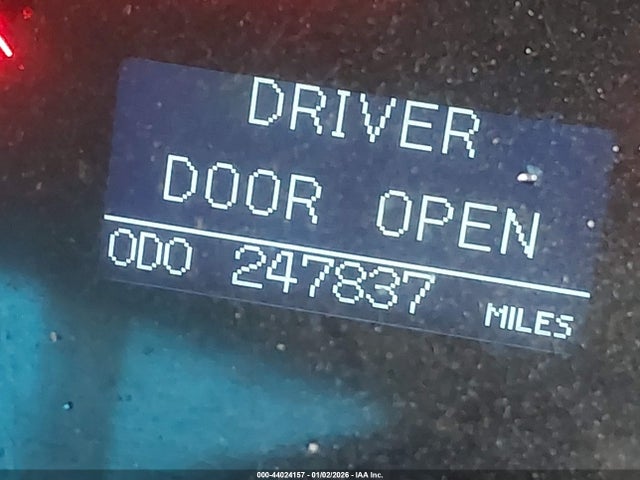 DRIVER
DOOR OPEN
ODO 247837 MILES
000-44024157 - 01/02/2026 - IAA Inc.